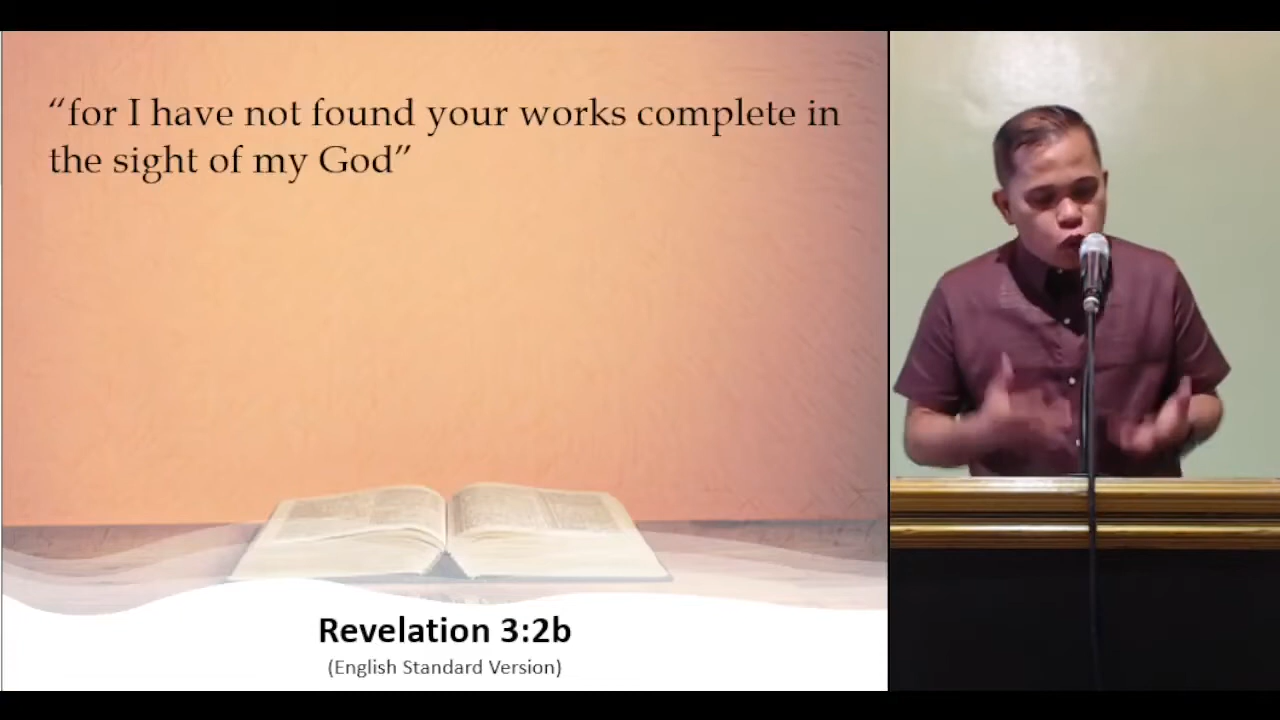 “for I have not found your works complete in
the sight of my God”
Revelation 3:2b
(English Standard Version)